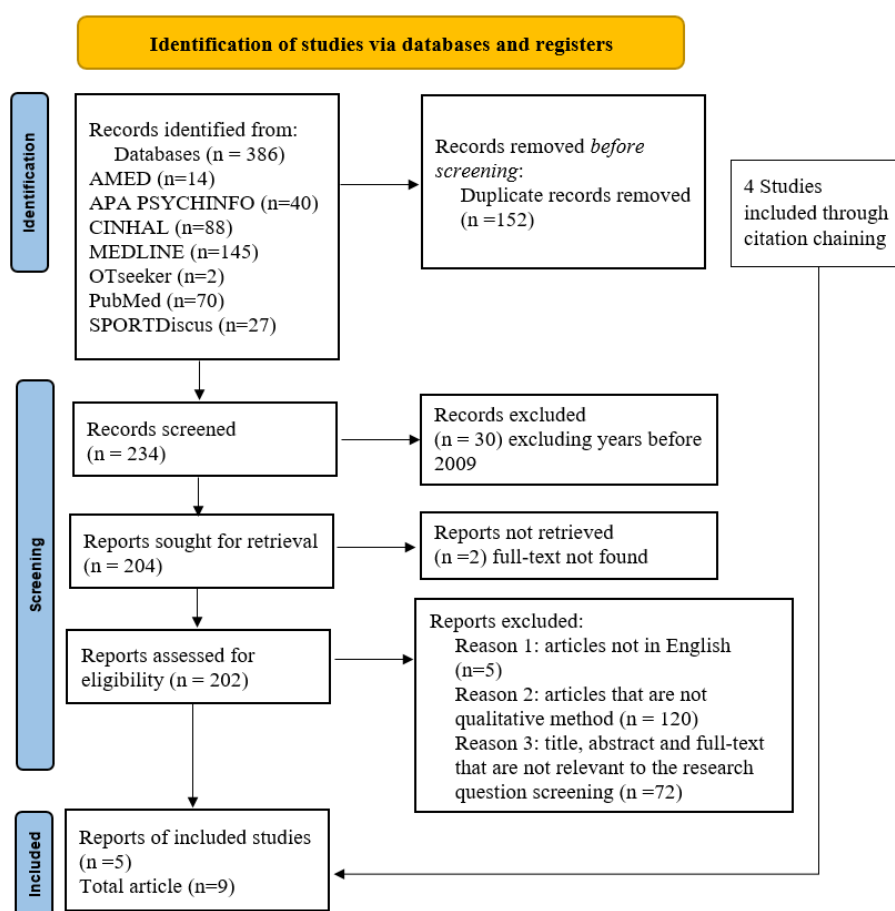 Identification of studies via databases and registers
Identification
Records identified from:
Databases (n = 386)
AMED (n=14)
APA PSYCHINFO (n=40)
CINHAL (n=88)
MEDLINE (n=145)
OTseeker (n=2)
PubMed (n=70)
SPORTDiscus (n=27)
Records removed before
screening:
Duplicate records removed
(n =152)
4 Studies
included through
citation chaining
Screening
Records screened
(n = 234)
Records excluded
(n = 30) excluding years before
2009
Reports sought for retrieval
(n = 204)
Reports not retrieved
(n =2) full-text not found
Reports assessed for
eligibility (n = 202)
Reports excluded:
Reason 1: articles not in English
(n=5)
Reason 2: articles that are not
qualitative method (n = 120)
Reason 3: title, abstract and full-text
that are not relevant to the research
question screening (n =72)
Included
Reports of included studies
(n =5)
Total article (n=9)